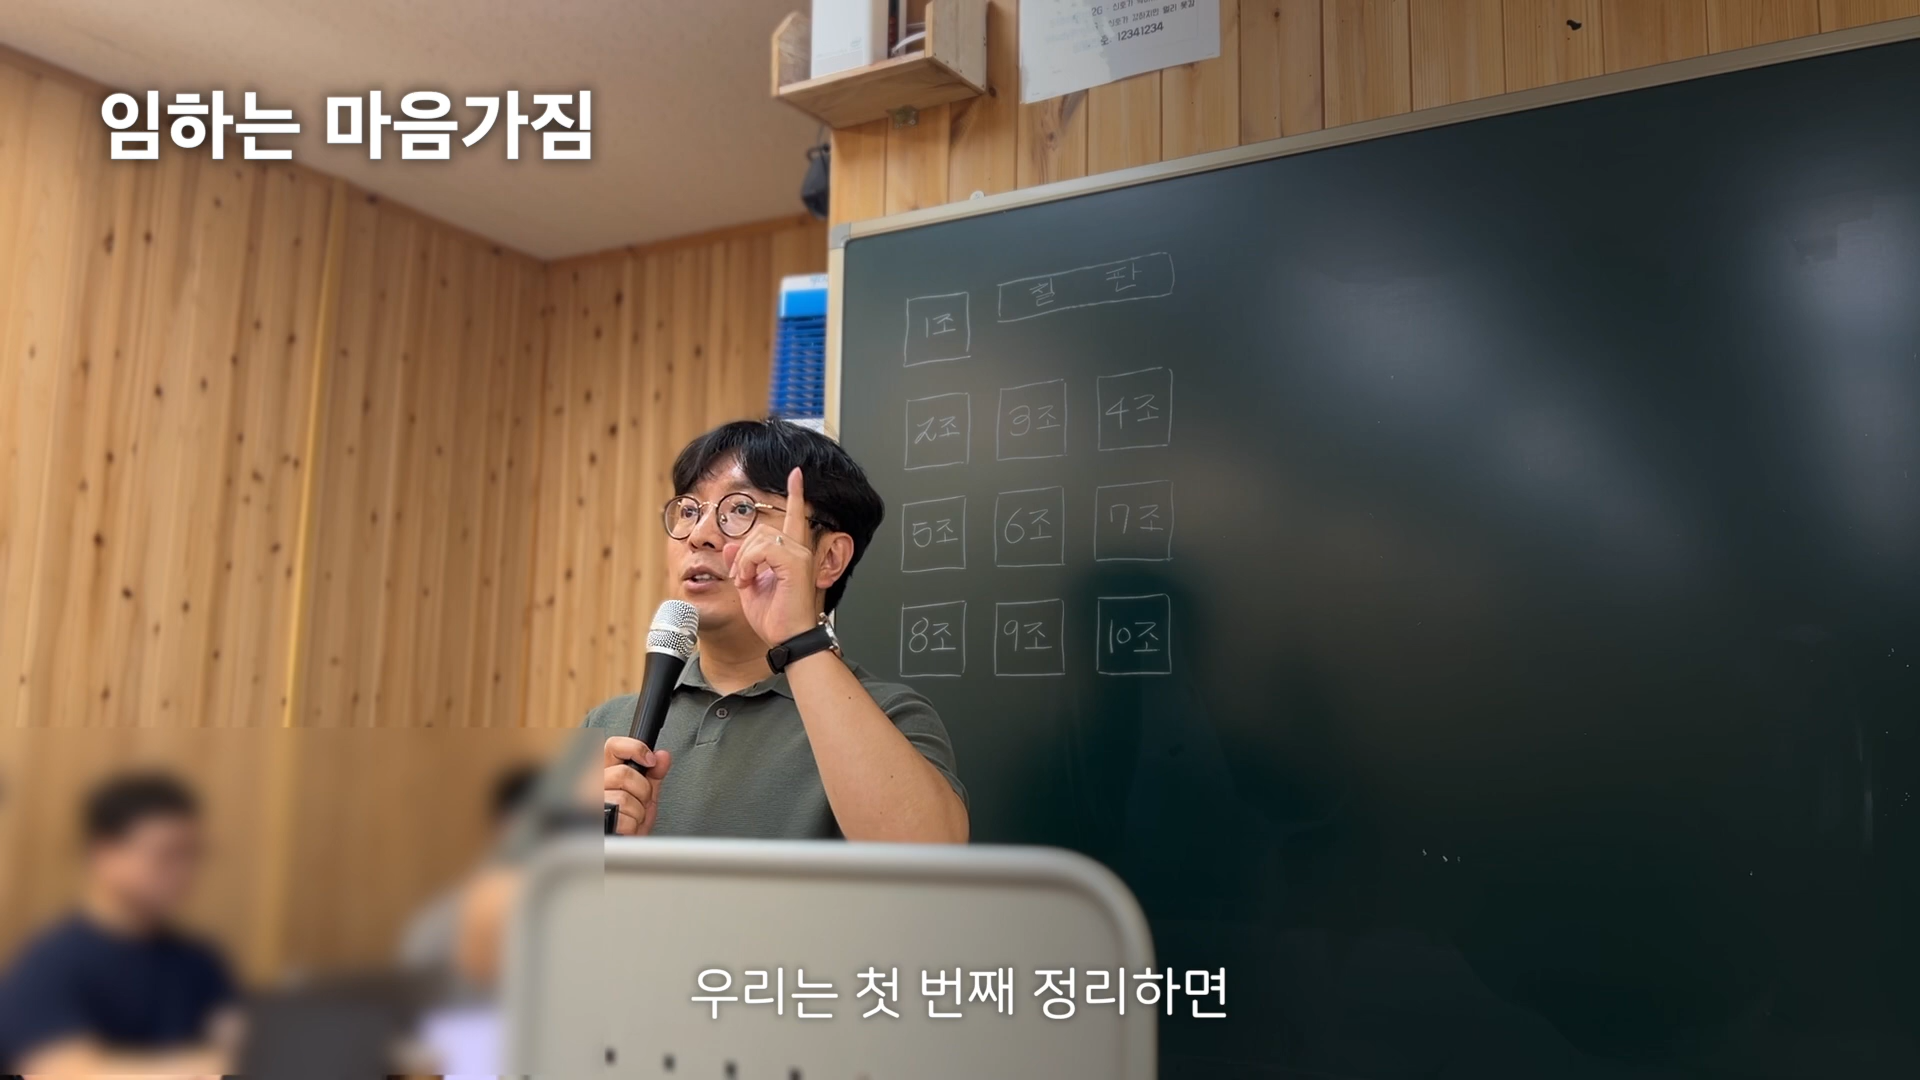 임하는 마음가짐
12341234
칠 판
1조
2조 3조 4조
5조 6조 7조
8조 9조 10조
우리는 첫 번째 정리하면